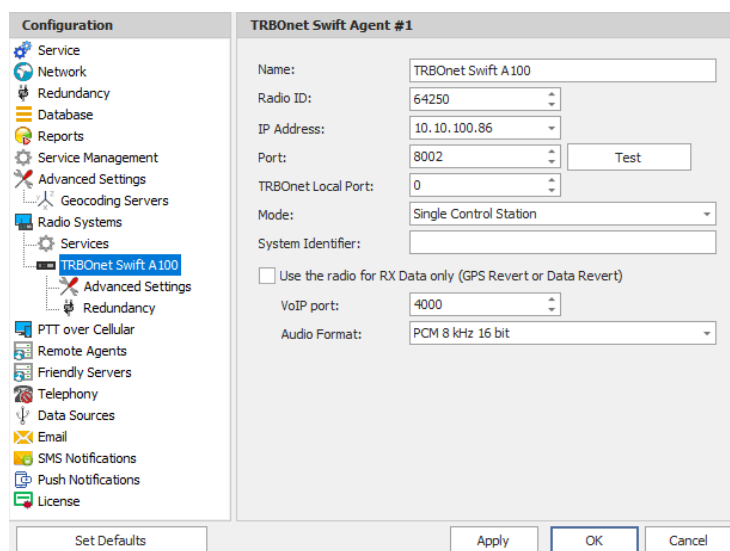 Configuration
Service
Network
Redundancy
Database
Reports
Service Management
Advanced Settings
Geocoding Servers
Radio Systems
Services
TRBOnet Swift A100
Advanced Settings
Redundancy
PTT over Cellular
Remote Agents
Friendly Servers
Telephony
Data Sources
Email
SMS Notifications
Push Notifications
License
TRBOnet Swift Agent #1
Name: TRBOnet Swift A100
Radio ID: 64250
IP Address: 10.10.100.86
Port: 8002 Test
TRBOnet Local Port: 0
Mode: Single Control Station
System Identifier:
Use the radio for RX Data only (GPS Revert or Data Revert)
VoIP port: 4000
Audio Format: PCM 8 kHz 16 bit
Set Defaults Apply OK Cancel